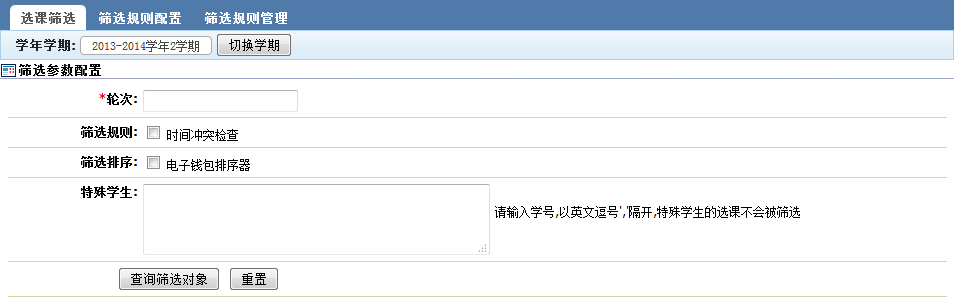 选课筛选 筛选规则配置 筛选规则管理
学年学期: 2013-2014学年2学期 切换学期
筛选参数配置
*轮次:
筛选规则: 时间冲突检查
筛选排序: 电子钱包排序器
特殊学生: 请输入学号,以英文逗号','隔开,特殊学生的选课不会被筛选
查询筛选对象 重置